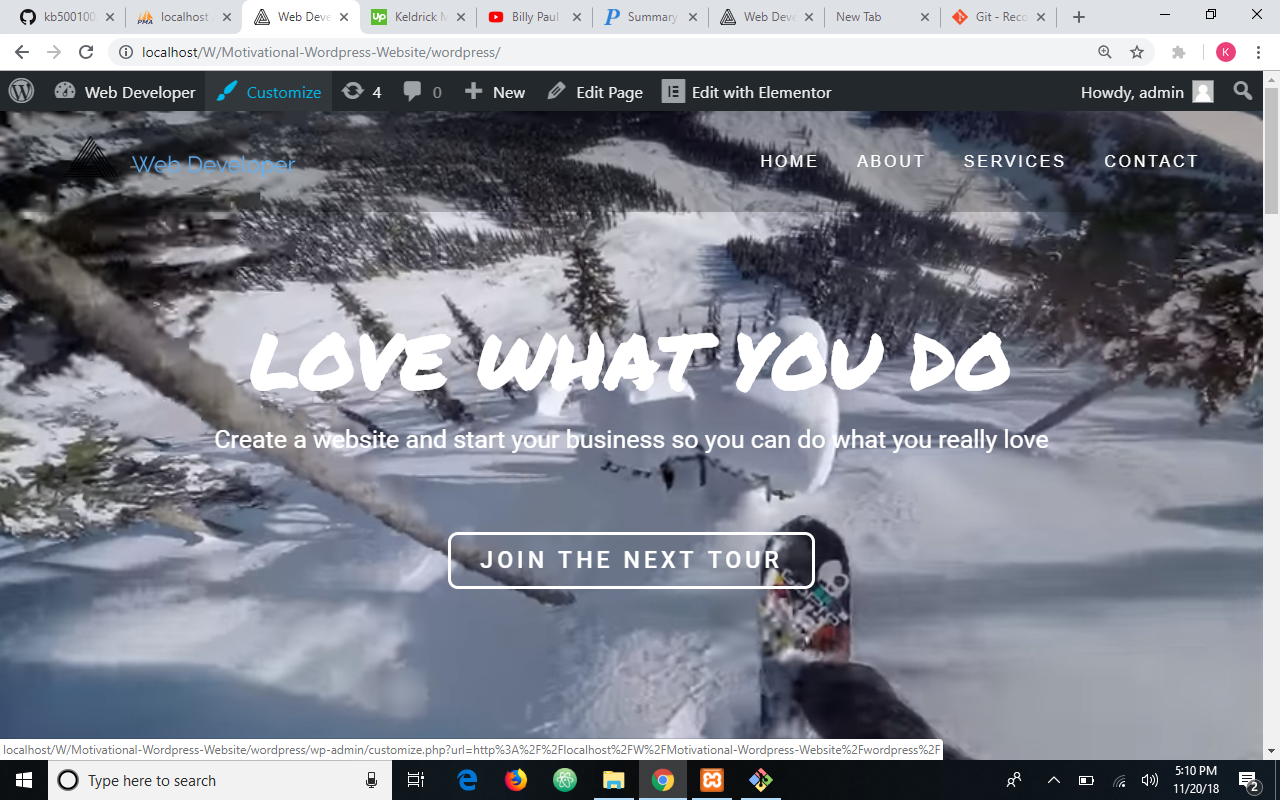 kb500100
localhost /
Web Deve
Keldrick M
Billy Paul
Summary
Web Deve
New Tab
Git - Reco
localhost/W/Motivational-Wordpress-Website/wordpress/
K
Web Developer
Customize
4
0
New
Edit Page
Edit with Elementor
Howdy, admin
Web Developer
HOME
ABOUT
SERVICES
CONTACT
LOVE WHAT YOU DO
Create a website and start your business so you can do what you really love
JOIN THE NEXT TOUR
localhost/W/Motivational-Wordpress-Website/wordpress/wp-admin/customize.php?url=http%3A%2F%2Flocalhost%2FW%2FMotivational-Wordpress-Website%2Fwordpress%2F
Type here to search
5:10 PM
11/20/18
2